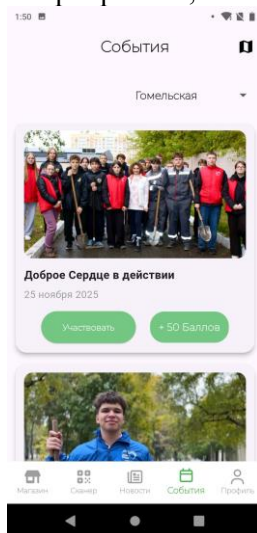 1:50
События
Гомельская
Доброе Сердце в действии
25 ноября 2025
Участвовать
+ 50 Баллов
Магазин
Сканер
Новости
События
Профиль